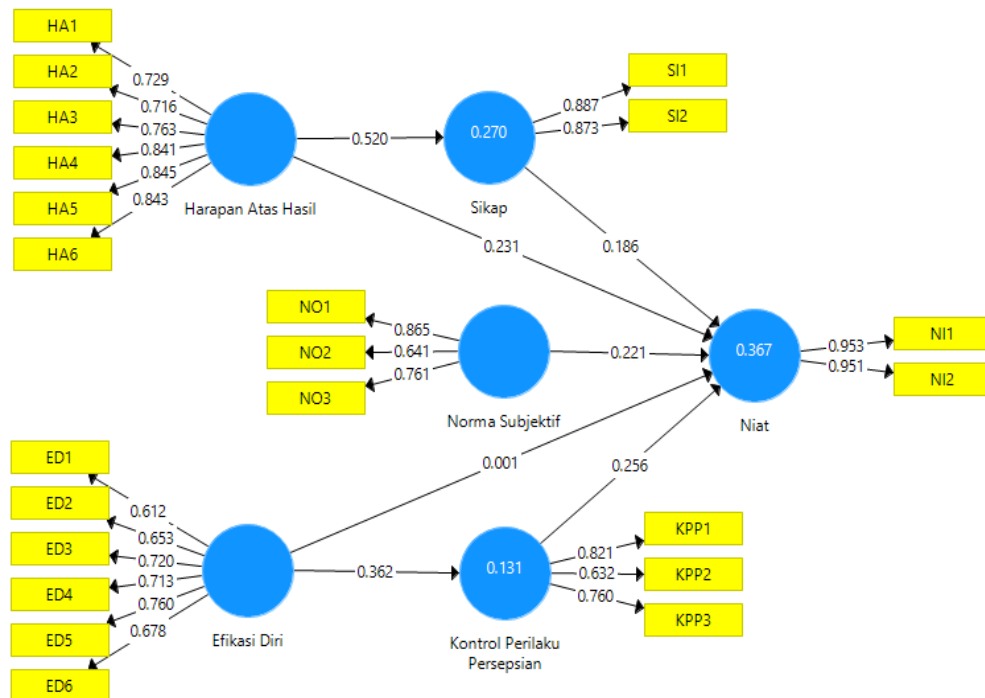 HA1
HA2
HA3
HA4
HA5
HA6
0.729
0.716
0.763
0.841
0.845
0.843
Harapan Atas Hasil
0.520
0.270
Sikap
0.887
0.873
SI1
SI2
0.231
0.186
NO1
NO2
NO3
0.865
0.641
0.761
Norma Subjektif
0.221
0.367
Niat
0.953
0.951
NI1
NI2
0.001
0.256
ED1
ED2
ED3
ED4
ED5
ED6
0.612
0.653
0.720
0.713
0.760
0.678
Efikasi Diri
0.362
0.131
Kontrol Perilaku
Persepsian
0.821
0.632
0.760
KPP1
KPP2
KPP3